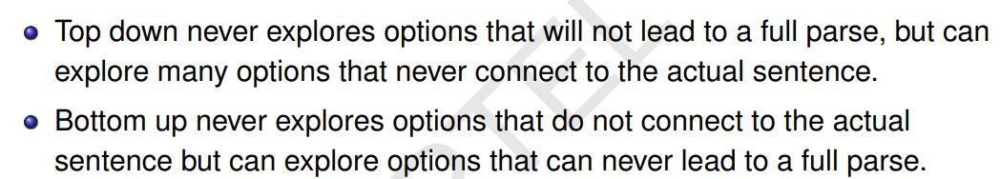 Top down never explores options that will not lead to a full parse, but can
explore many options that never connect to the actual sentence.
Bottom up never explores options that do not connect to the actual
sentence but can explore options that can never lead to a full parse.
PTEL